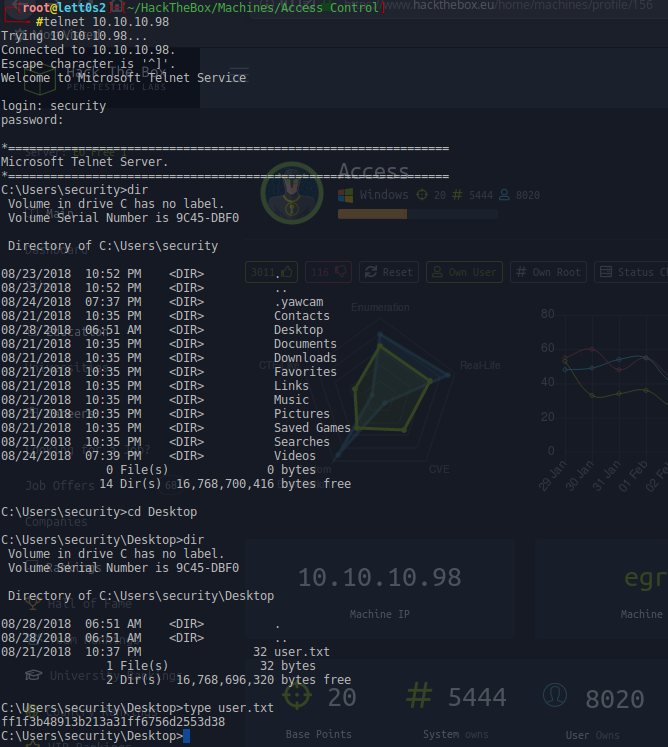 [root@lett0s2]-[~/HackTheBox/Machines/Access Control]
#telnet 10.10.10.98
Trying 10.10.10.98...
Connected to 10.10.10.98.
Escape character is '^]'.
Welcome to Microsoft Telnet Service
login: security
password:
*===============================================================
Microsoft Telnet Server.
*===============================================================
C:\Users\security>dir
Volume in drive C has no label.
Volume Serial Number is 9C45-DBF0
Directory of C:\Users\security
08/23/2018  10:52 PM    <DIR>          .
08/23/2018  10:52 PM    <DIR>          ..
08/24/2018  07:37 PM    <DIR>          .yawcam
08/21/2018  10:35 PM    <DIR>          Contacts
08/28/2018  06:51 AM    <DIR>          Desktop
08/21/2018  10:35 PM    <DIR>          Documents
08/21/2018  10:35 PM    <DIR>          Downloads
08/21/2018  10:35 PM    <DIR>          Favorites
08/21/2018  10:35 PM    <DIR>          Links
08/21/2018  10:35 PM    <DIR>          Music
08/21/2018  10:35 PM    <DIR>          Pictures
08/21/2018  10:35 PM    <DIR>          Saved Games
08/21/2018  10:35 PM    <DIR>          Searches
08/24/2018  07:39 PM    <DIR>          Videos
0 File(s)              0 bytes
14 Dir(s)  16,768,700,416 bytes free
C:\Users\security>cd Desktop
C:\Users\security\Desktop>dir
Volume in drive C has no label.
Volume Serial Number is 9C45-DBF0
Directory of C:\Users\security\Desktop
08/28/2018  06:51 AM    <DIR>          .
08/28/2018  06:51 AM    <DIR>          ..
08/21/2018  10:37 PM                32 user.txt
1 File(s)             32 bytes
2 Dir(s)  16,768,696,320 bytes free
C:\Users\security\Desktop>type user.txt
ff1f3b48913b213a31ff6756d2553d38
C:\Users\security\Desktop>
www.hackthebox.eu/home/machines/profile/156
Hack The Box
PEN-TESTING LABS
Access
Windows 20 5444 8020
3011 116 Reset Own User Own Root Status
Enumeration
Real-Life
CVE
80
60
40
20
0
29 Jan
30 Jan
31 Jan
01 Feb
Job Offers
Companies
Hall of Fame
University Rankings
10.10.10.98
Machine IP
egr
Machine
20
Base Points
5444
System owns
8020
User Owns